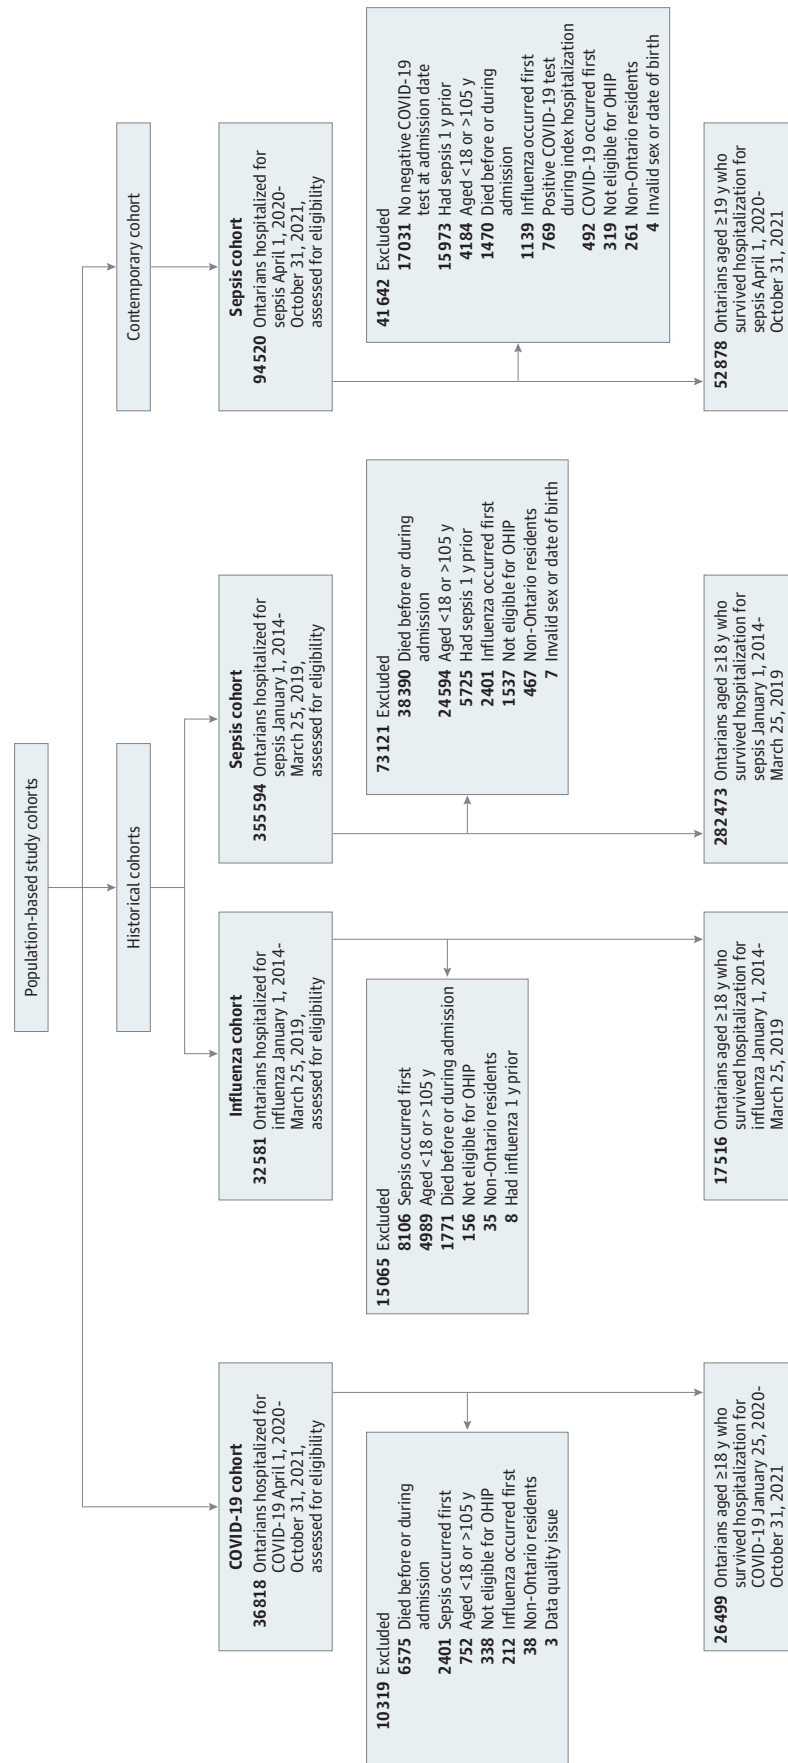 Population-based study cohorts
Historical cohorts
Contemporary cohort
COVID-19 cohort
36818 Ontarians hospitalized for
COVID-19 April 1, 2020-
October 31, 2021,
assessed for eligibility
Influenza cohort
32581 Ontarians hospitalized for
influenza January 1, 2014-
March 25, 2019,
assessed for eligibility
Sepsis cohort
355594 Ontarians hospitalized for
sepsis January 1, 2014-
March 25, 2019,
assessed for eligibility
Sepsis cohort
94520 Ontarians hospitalized for
sepsis April 1, 2020-
October 31, 2021,
assessed for eligibility
10319 Excluded
6575 Died before or during
admission
2401 Sepsis occurred first
752 Aged <18 or >105 y
338 Not eligible for OHIP
212 Influenza occurred first
38 Non-Ontario residents
3 Data quality issue
15065 Excluded
8106 Sepsis occurred first
4989 Aged <18 or >105 y
1771 Died before or during admission
156 Not eligible for OHIP
35 Non-Ontario residents
8 Had influenza 1 y prior
73121 Excluded
38390 Died before or during
admission
24594 Aged <18 or >105 y
5725 Had sepsis 1 y prior
2401 Influenza occurred first
1537 Not eligible for OHIP
467 Non-Ontario residents
7 Invalid sex or date of birth
41642 Excluded
17031 No negative COVID-19
test at admission date
15973 Had sepsis 1 y prior
4184 Aged <18 or >105 y
1470 Died before or during
admission
1139 Influenza occurred first
769 Positive COVID-19 test
during index hospitalization
492 COVID-19 occurred first
319 Not eligible for OHIP
261 Non-Ontario residents
4 Invalid sex or date of birth
26499 Ontarians aged ≥18 y who
survived hospitalization for
COVID-19 January 25, 2020-
October 31, 2021
17516 Ontarians aged ≥18 y who
survived hospitalization for
influenza January 1, 2014-
March 25, 2019
282473 Ontarians aged ≥18 y who
survived hospitalization for
sepsis January 1, 2014-
March 25, 2019
52878 Ontarians aged ≥19 y who
survived hospitalization for
sepsis April 1, 2020-
October 31, 2021